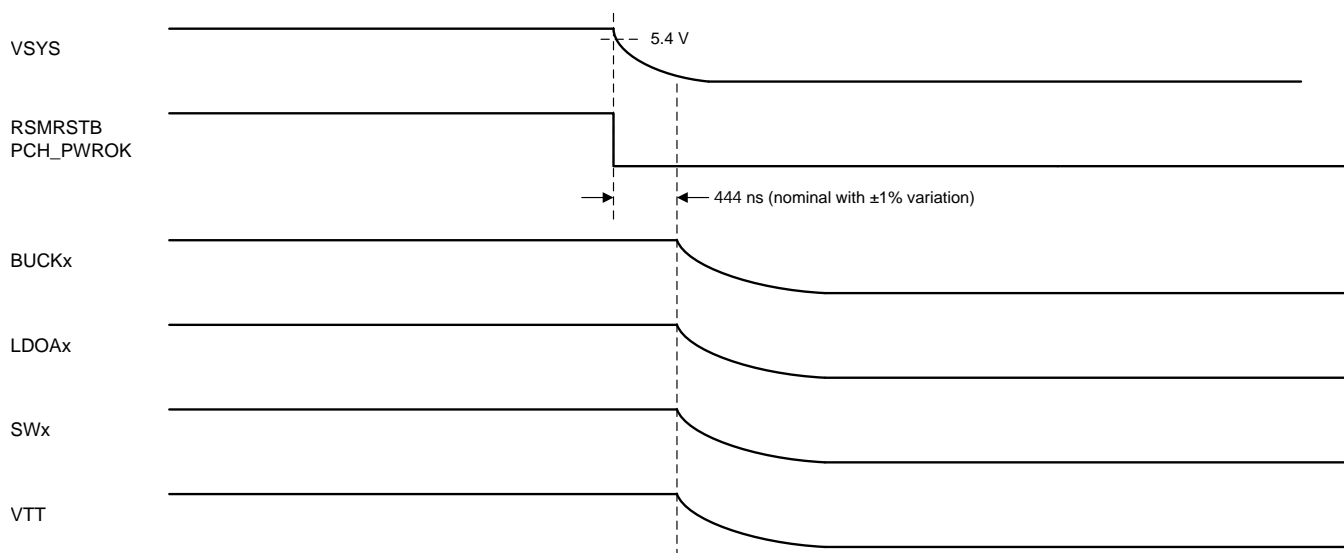 VSYS
5.4 V
RSMRSTB
PCH_PWROK
444 ns (nominal with ±1% variation)
BUCKx
LDOAx
SWx
VTT